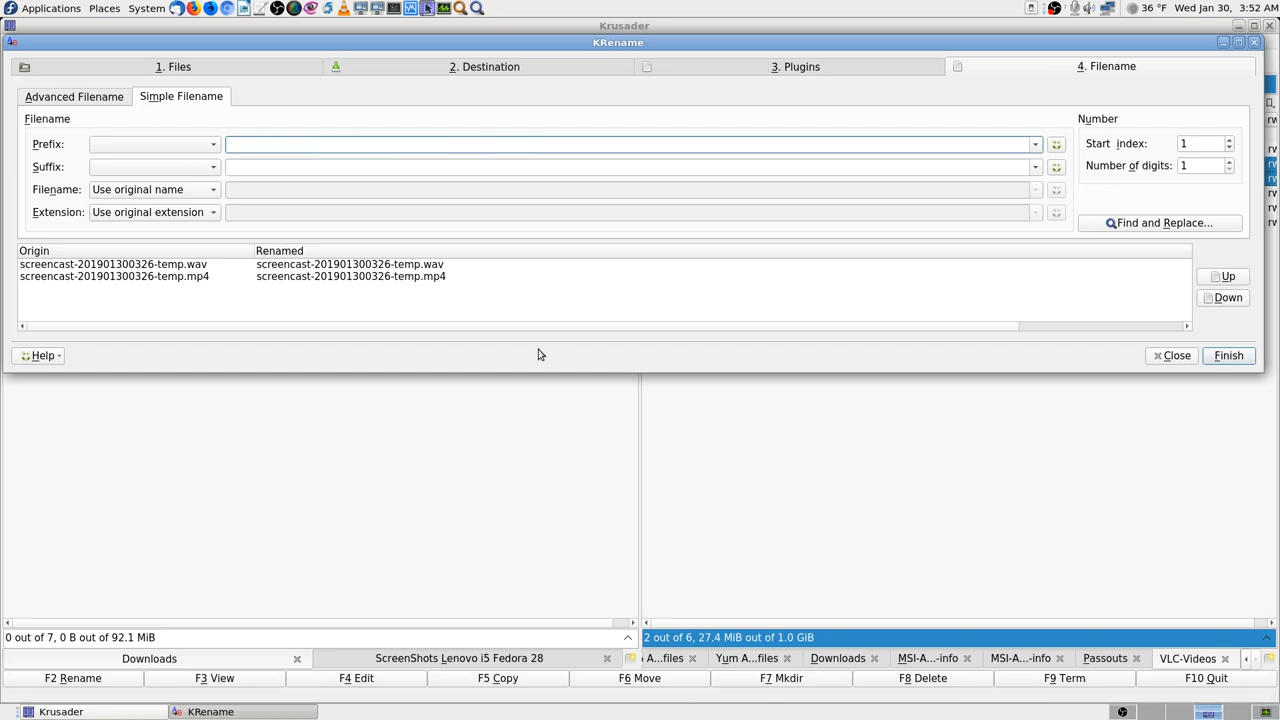 Applications Places System 36 °F Wed Jan 30, 3:52 AM
Krusader
KRename
1. Files 2. Destination 3. Plugins 4. Filename
Advanced Filename Simple Filename
Filename Number
Prefix: Start index: 1
Suffix: Number of digits: 1
Filename: Use original name
Extension: Use original extension Find and Replace...
Origin Renamed
screencast-201901300326-temp.wav screencast-201901300326-temp.wav
screencast-201901300326-temp.mp4 screencast-201901300326-temp.mp4
Up
Down
Help Close Finish
0 out of 7, 0 B out of 92.1 MiB 2 out of 6, 27.4 MiB out of 1.0 GiB
Downloads ScreenShots Lenovo i5 Fedora 28 A...files Yum A...files Downloads MSI-A...-info MSI-A...-info Passouts VLC-Videos
F2 Rename F3 View F4 Edit F5 Copy F6 Move F7 Mkdir F8 Delete F9 Term F10 Quit
Krusader KRename